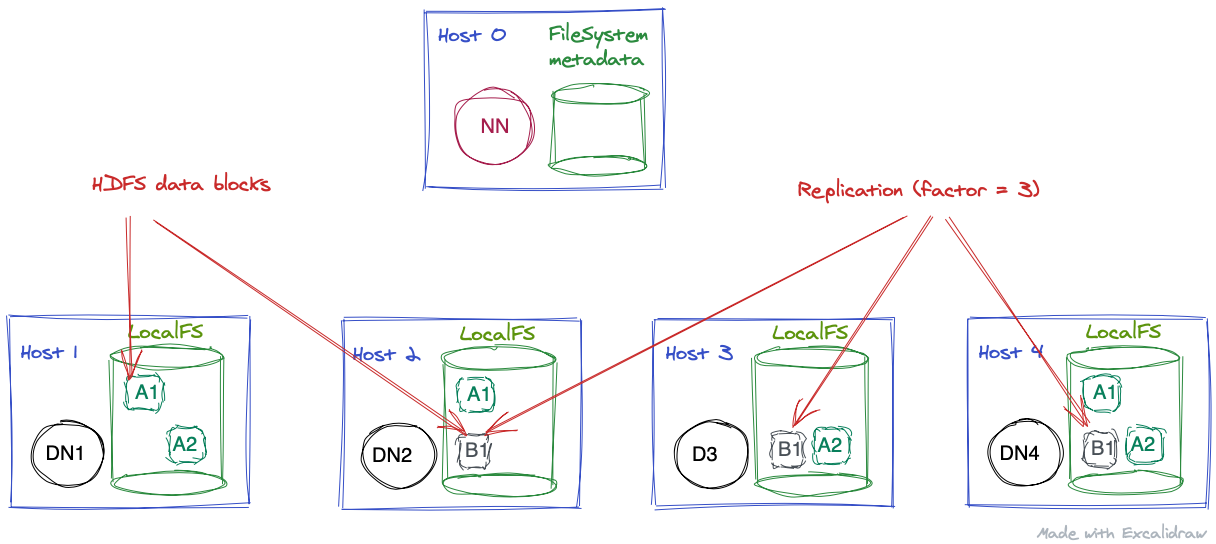 Host 0
FileSystem
metadata
NN
HDFS data blocks
Replication (factor = 3)
Host 1
LocalFS
A1
A2
DN1
Host 2
LocalFS
A1
B1
DN2
Host 3
LocalFS
B1
A2
D3
Host 4
LocalFS
A1
B1
A2
DN4
Made with Excalidraw